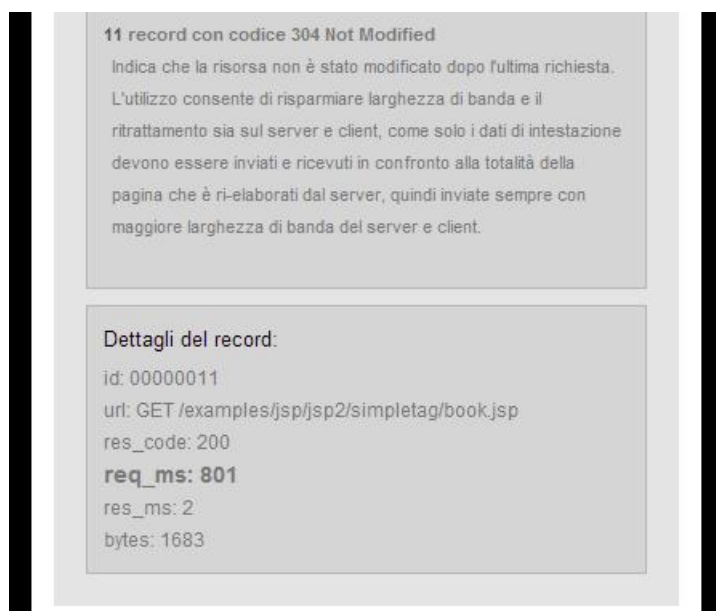 11 record con codice 304 Not Modified
Indica che la risorsa non è stato modificato dopo l'ultima richiesta.
L'utilizzo consente di risparmiare larghezza di banda e il
ritrattamento sia sul server e client, come solo i dati di intestazione
devono essere inviati e ricevuti in confronto alla totalità della
pagina che è ri-elaborati dal server, quindi inviate sempre con
maggiore larghezza di banda del server e client.
Dettagli del record:
id: 00000011
url: GET /examples/jsp/jsp2/simpletag/book.jsp
res_code: 200
req_ms: 801
res_ms: 2
bytes: 1683